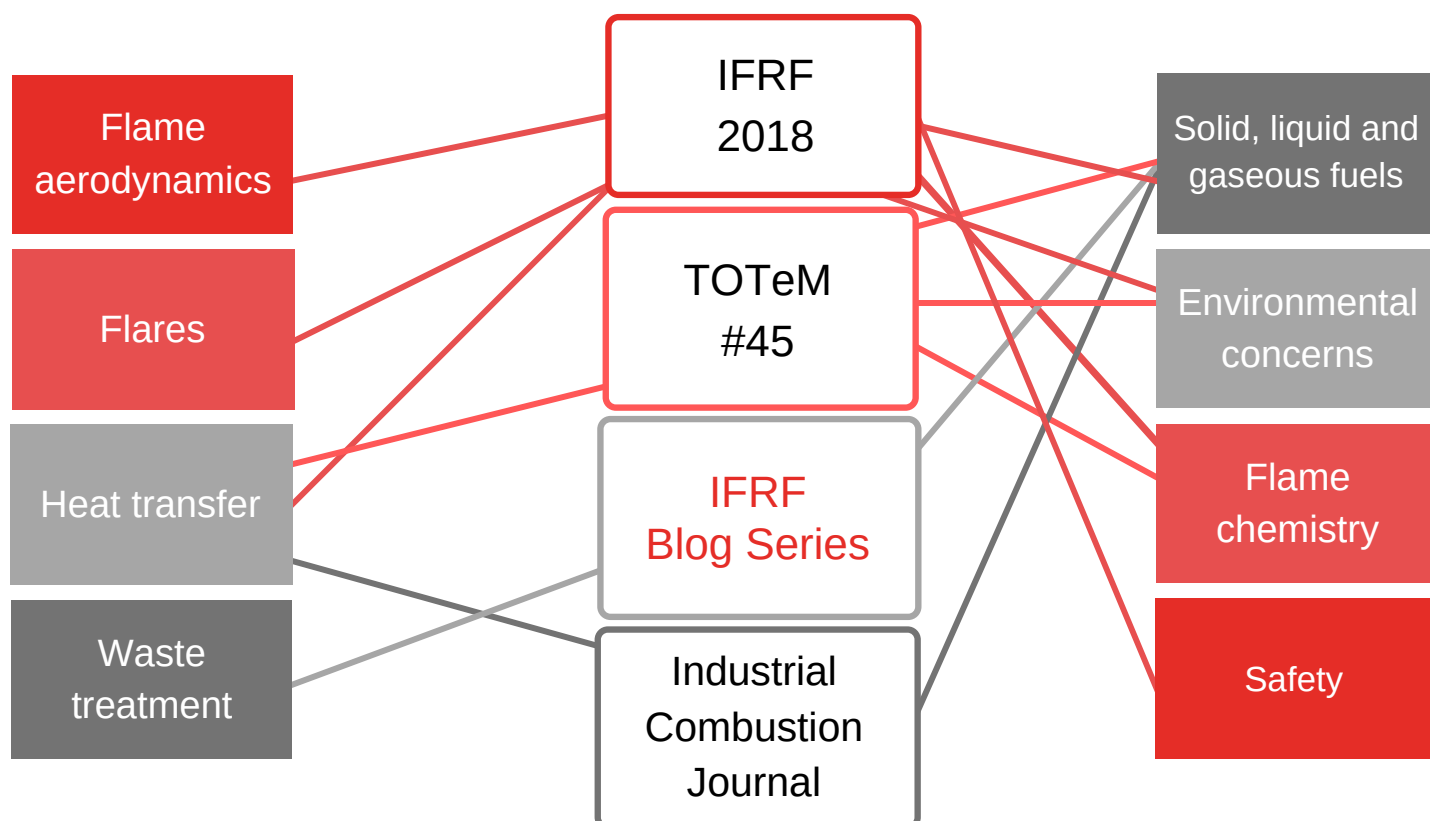 Flame
aerodynamics
Flares
Heat transfer
Waste
treatment
IFRF
2018
TOTeM
#45
IFRF
Blog Series
Industrial
Combustion
Journal
Solid, liquid and
gaseous fuels
Environmental
concerns
Flame
chemistry
Safety